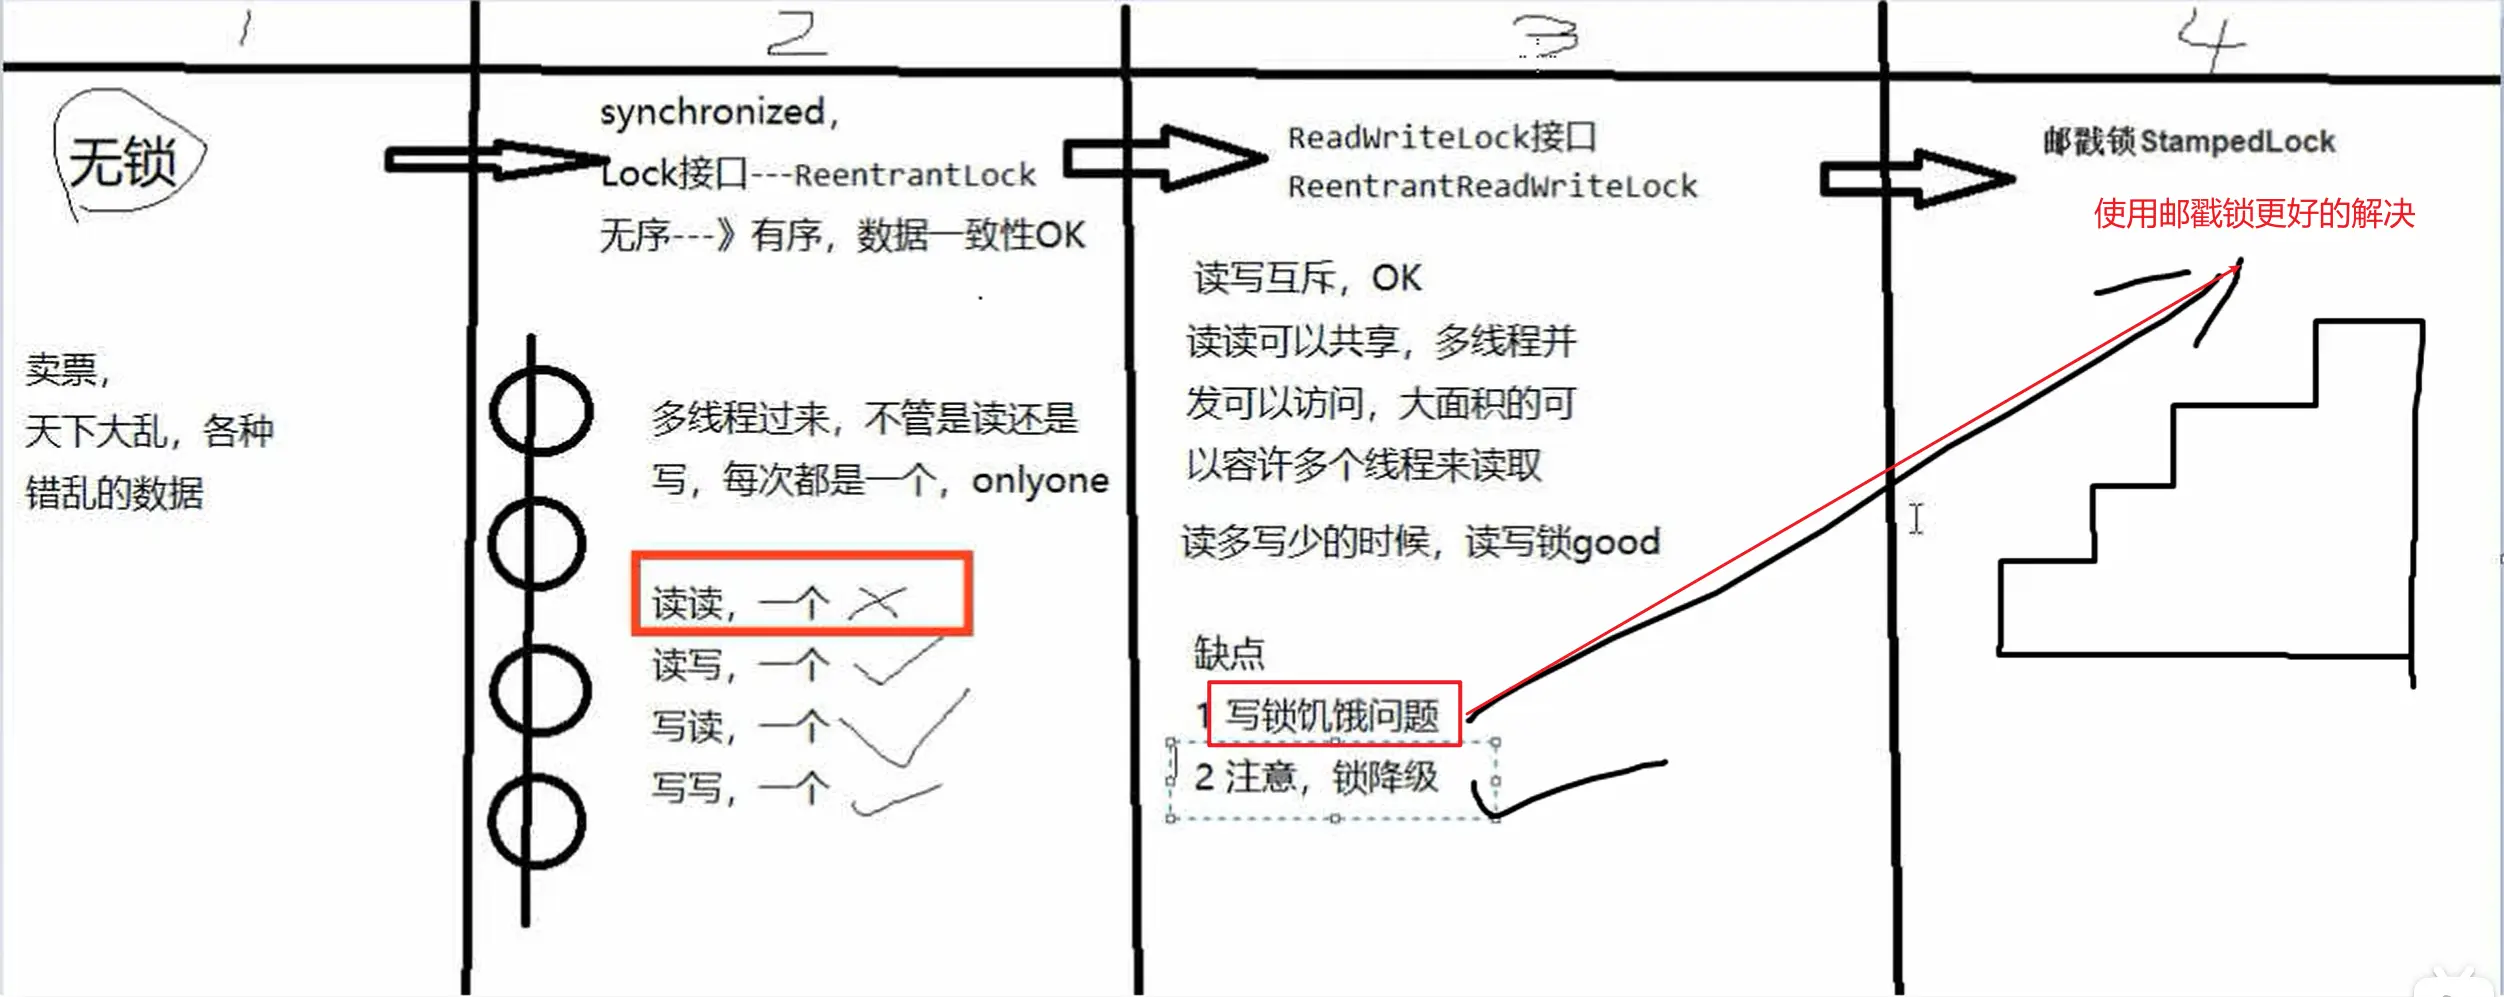 1
2
3
4
无锁
卖票，
天下大乱，各种
错乱的数据
synchronized，
Lock接口---ReentrantLock
无序---》有序，数据一致性OK
多线程过来，不管是读还是
写，每次都是一个，onlyone
读读，一个
读写，一个
写读，一个
写写，一个
ReadWriteLock接口
ReentrantReadWriteLock
读写互斥，OK
读读可以共享，多线程并
发可以访问，大面积的可
以容许多个线程来读取
读多写少的时候，读写锁good
缺点
1 写锁饥饿问题
2 注意，锁降级
邮戳锁StampedLock
使用邮戳锁更好的解决